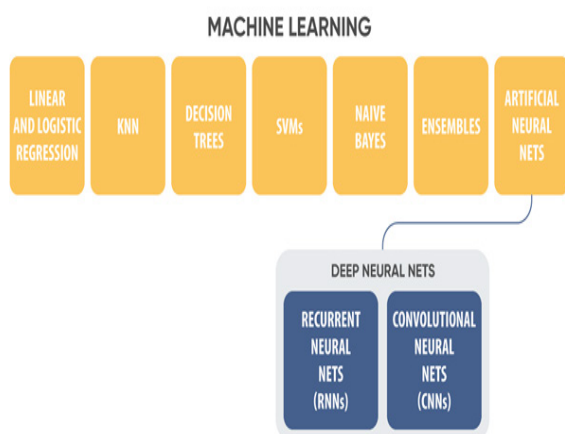 MACHINE LEARNING
LINEAR
AND LOGISTIC
REGRESSION
KNN
DECISION
TREES
SVMs
NAIVE
BAYES
ENSEMBLES
ARTIFICIAL
NEURAL
NETS
DEEP NEURAL NETS
RECURRENT
NEURAL
NETS
(RNNs)
CONVOLUTIONAL
NEURAL
NETS
(CNNs)